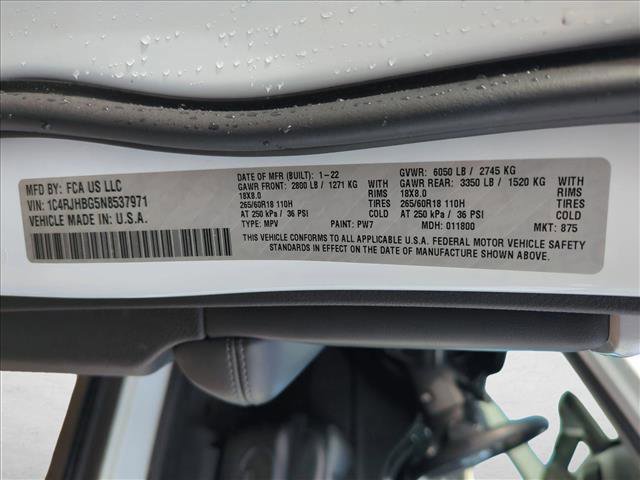 MFD BY: FCA US LLC
VIN: 1C4RJHBG5N8537971
VEHICLE MADE IN U.S.A.
DATE OF MFR (BUILT): 1-22
GAWR FRONT: 2800 LB / 1271 KG WITH
18X8.0 RIMS
265/60R18 110H TIRES
AT 250 kPa / 36 PSI COLD
TYPE: MPV PAINT: PW7
GVWR: 6050 LB / 2745 KG
GAWR REAR: 3350 LB / 1520 KG WITH
18X8.0 RIMS
265/60R18 110H TIRES
AT 250 kPa / 36 PSI COLD
MDH: 011800 MKT: 875
THIS VEHICLE CONFORMS TO ALL APPLICABLE U.S.A. FEDERAL MOTOR VEHICLE SAFETY
STANDARDS IN EFFECT ON THE DATE OF MANUFACTURE SHOWN ABOVE.